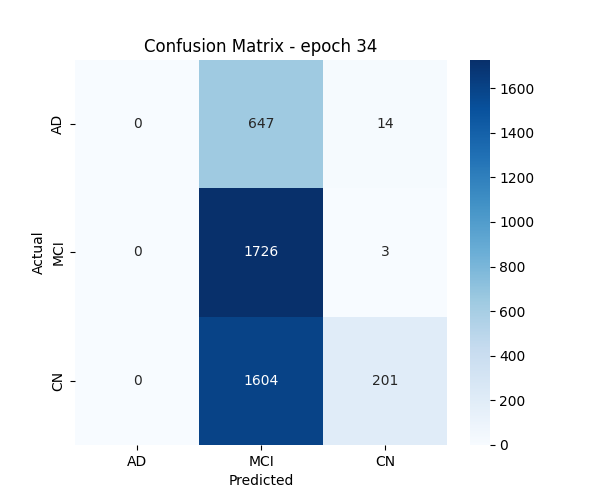 Confusion Matrix - epoch 34
AD 0 647 14
MCI 0 1726 3
CN 0 1604 201
AD MCI CN
Actual
Predicted
1600
1400
1200
1000
800
600
400
200
0